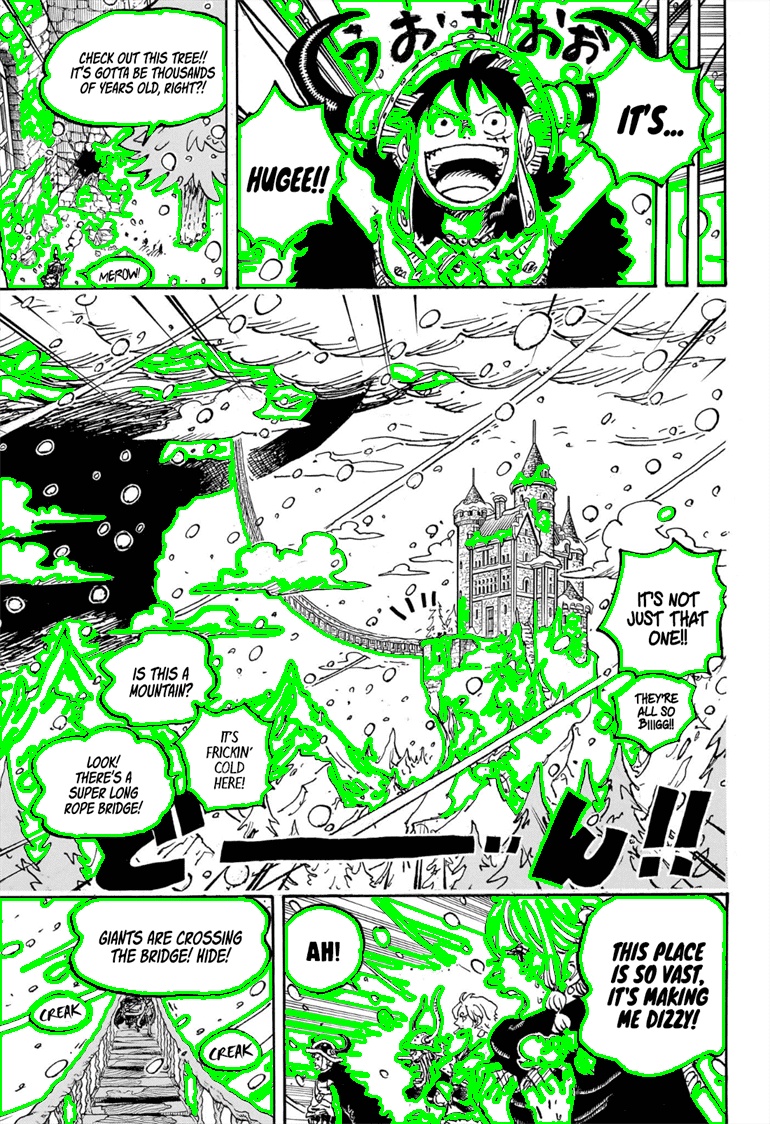 IT'S...
うおぉおお
HUGEE!!
CHECK OUT THIS TREE!!
IT'S GOTTA BE THOUSANDS
OF YEARS OLD, RIGHT?!
MEROW!
IT'S NOT
JUST THAT
ONE!!
THEY'RE
ALL SO
BIIIGG!!
IS THIS A
MOUNTAIN?
IT'S
FRICKIN'
COLD
HERE!
LOOK!
THERE'S A
SUPER LONG
ROPE BRIDGE!
どーーん!!
THIS PLACE
IS SO VAST,
IT'S MAKING
ME DIZZY!
AH!
GIANTS ARE CROSSING
THE BRIDGE! HIDE!
CREAK
CREAK